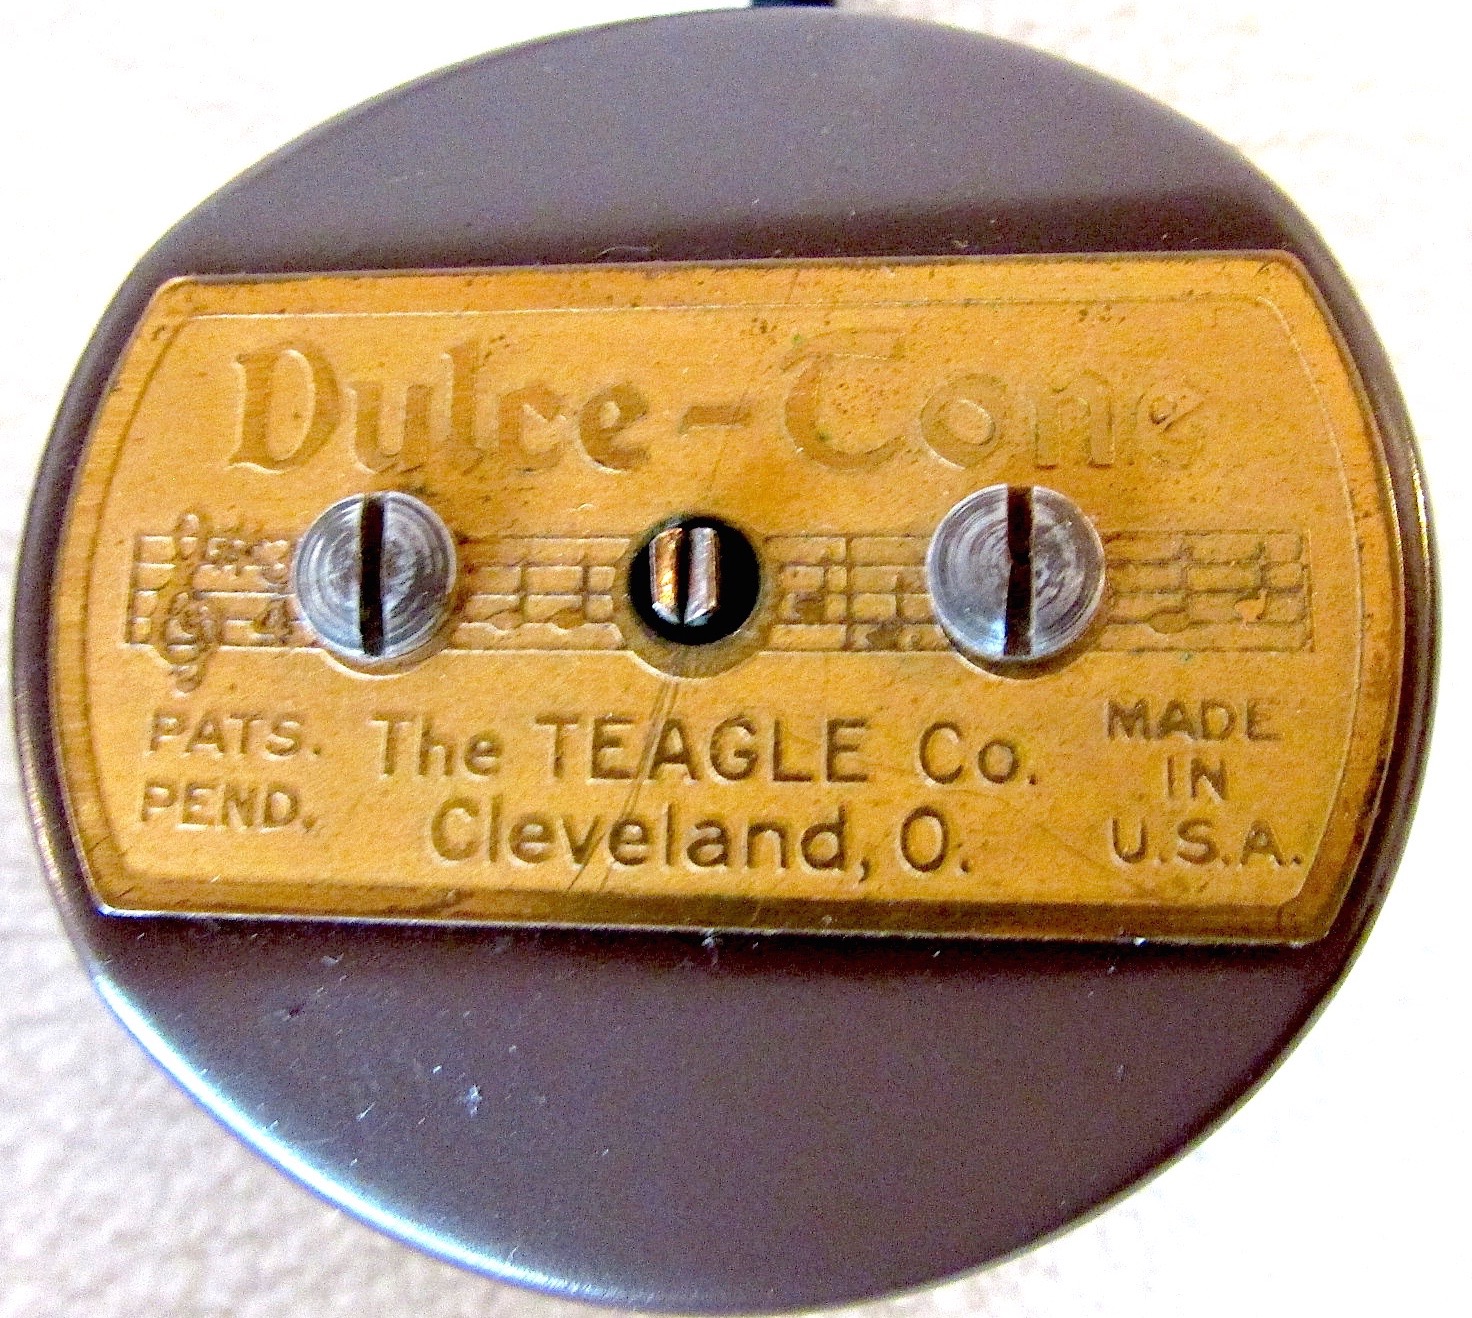 Dulce-Tone
PATS.
PEND.
The TEAGLE Co.
Cleveland, O.
MADE
IN
U.S.A.